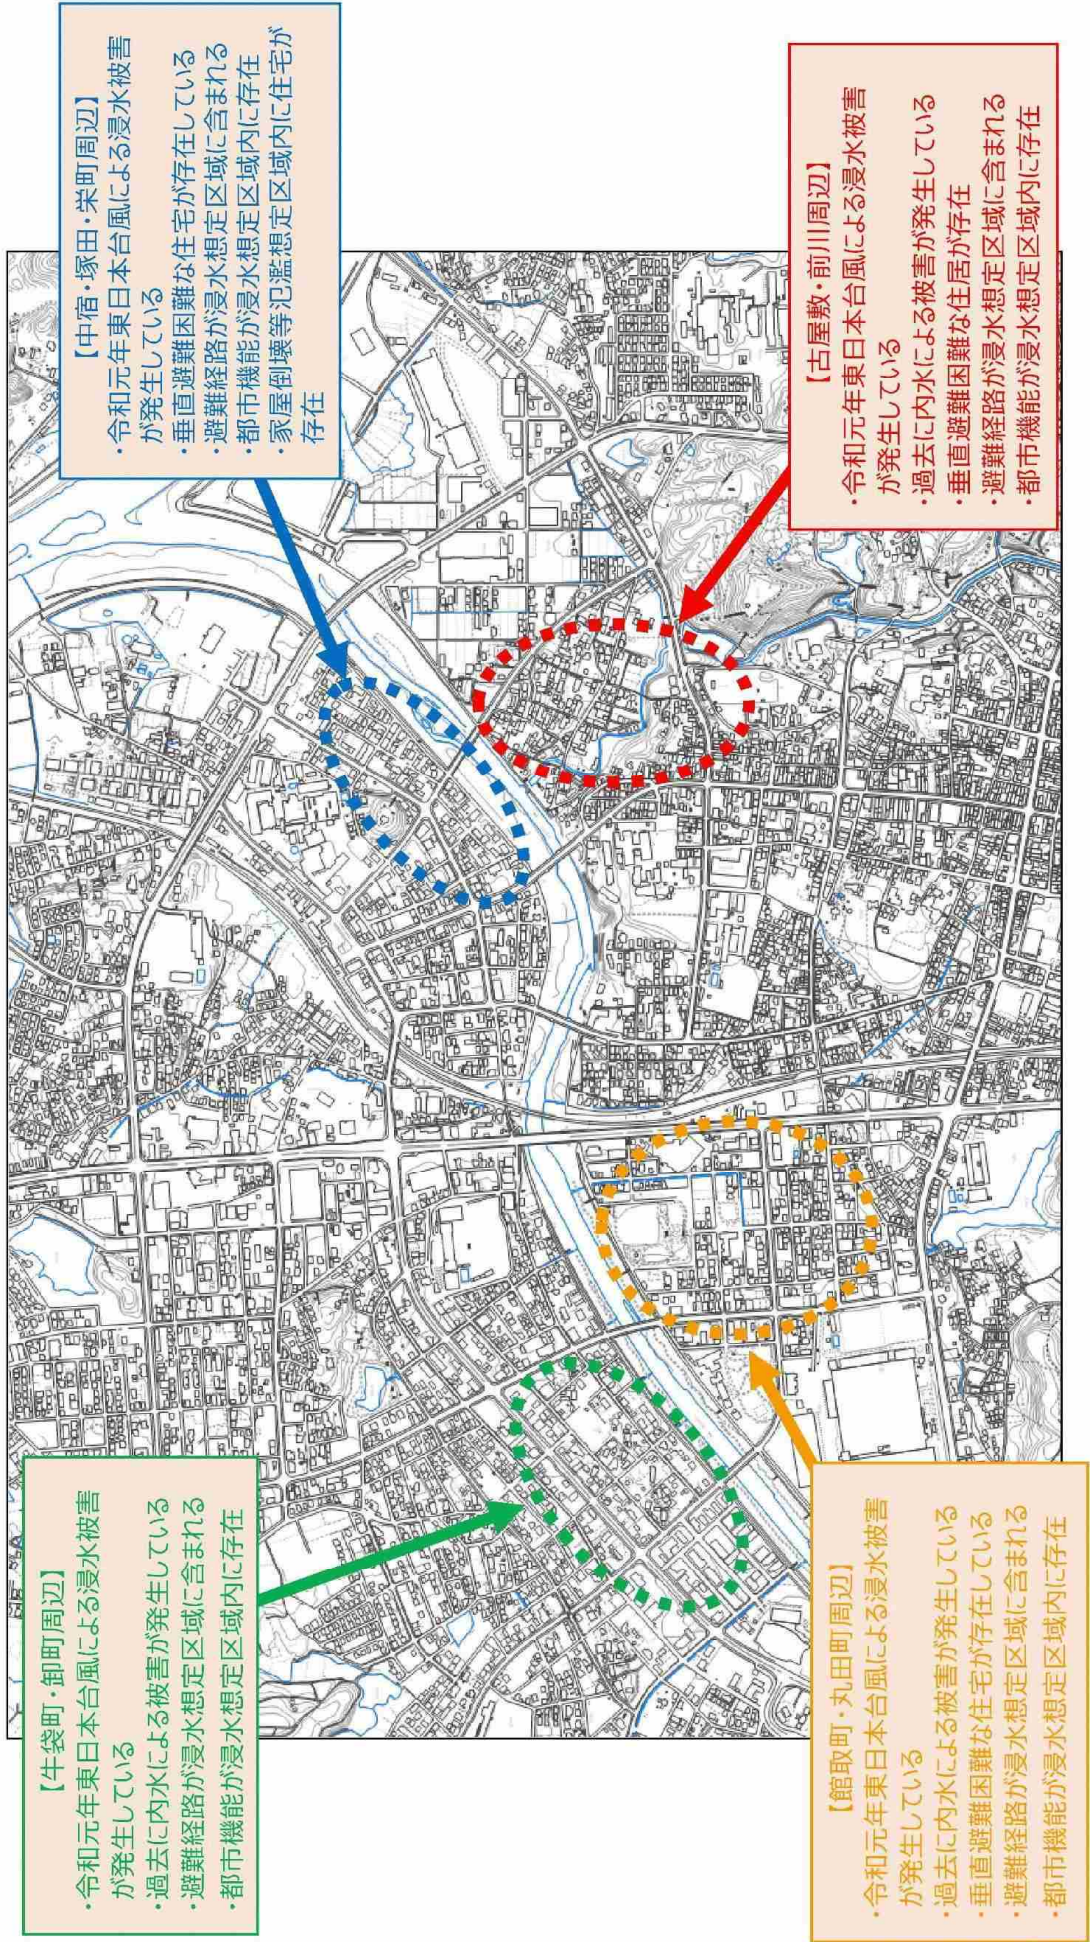 【牛袋町・卸町周辺】
・令和元年東日本台風による浸水被害
が発生している
・過去に内水による被害が発生している
・避難経路が浸水想定区域に含まれる
・都市機能が浸水想定区域内に存在
【中宿・塚田・栄町周辺】
・令和元年東日本台風による浸水被害
が発生している
・垂直避難困難な住宅が存在している
・避難経路が浸水想定区域に含まれる
・都市機能が浸水想定区域内に存在
・家屋倒壊等氾濫想定区域内に住宅が
存在
【館取町・丸田町周辺】
・令和元年東日本台風による浸水被害
が発生している
・過去に内水による被害が発生している
・垂直避難困難な住宅が存在している
・避難経路が浸水想定区域に含まれる
・都市機能が浸水想定区域内に存在
【古屋敷・前川周辺】
・令和元年東日本台風による浸水被害
が発生している
・過去に内水による被害が発生している
・垂直避難困難な住居が存在
・避難経路が浸水想定区域に含まれる
・都市機能が浸水想定区域内に存在